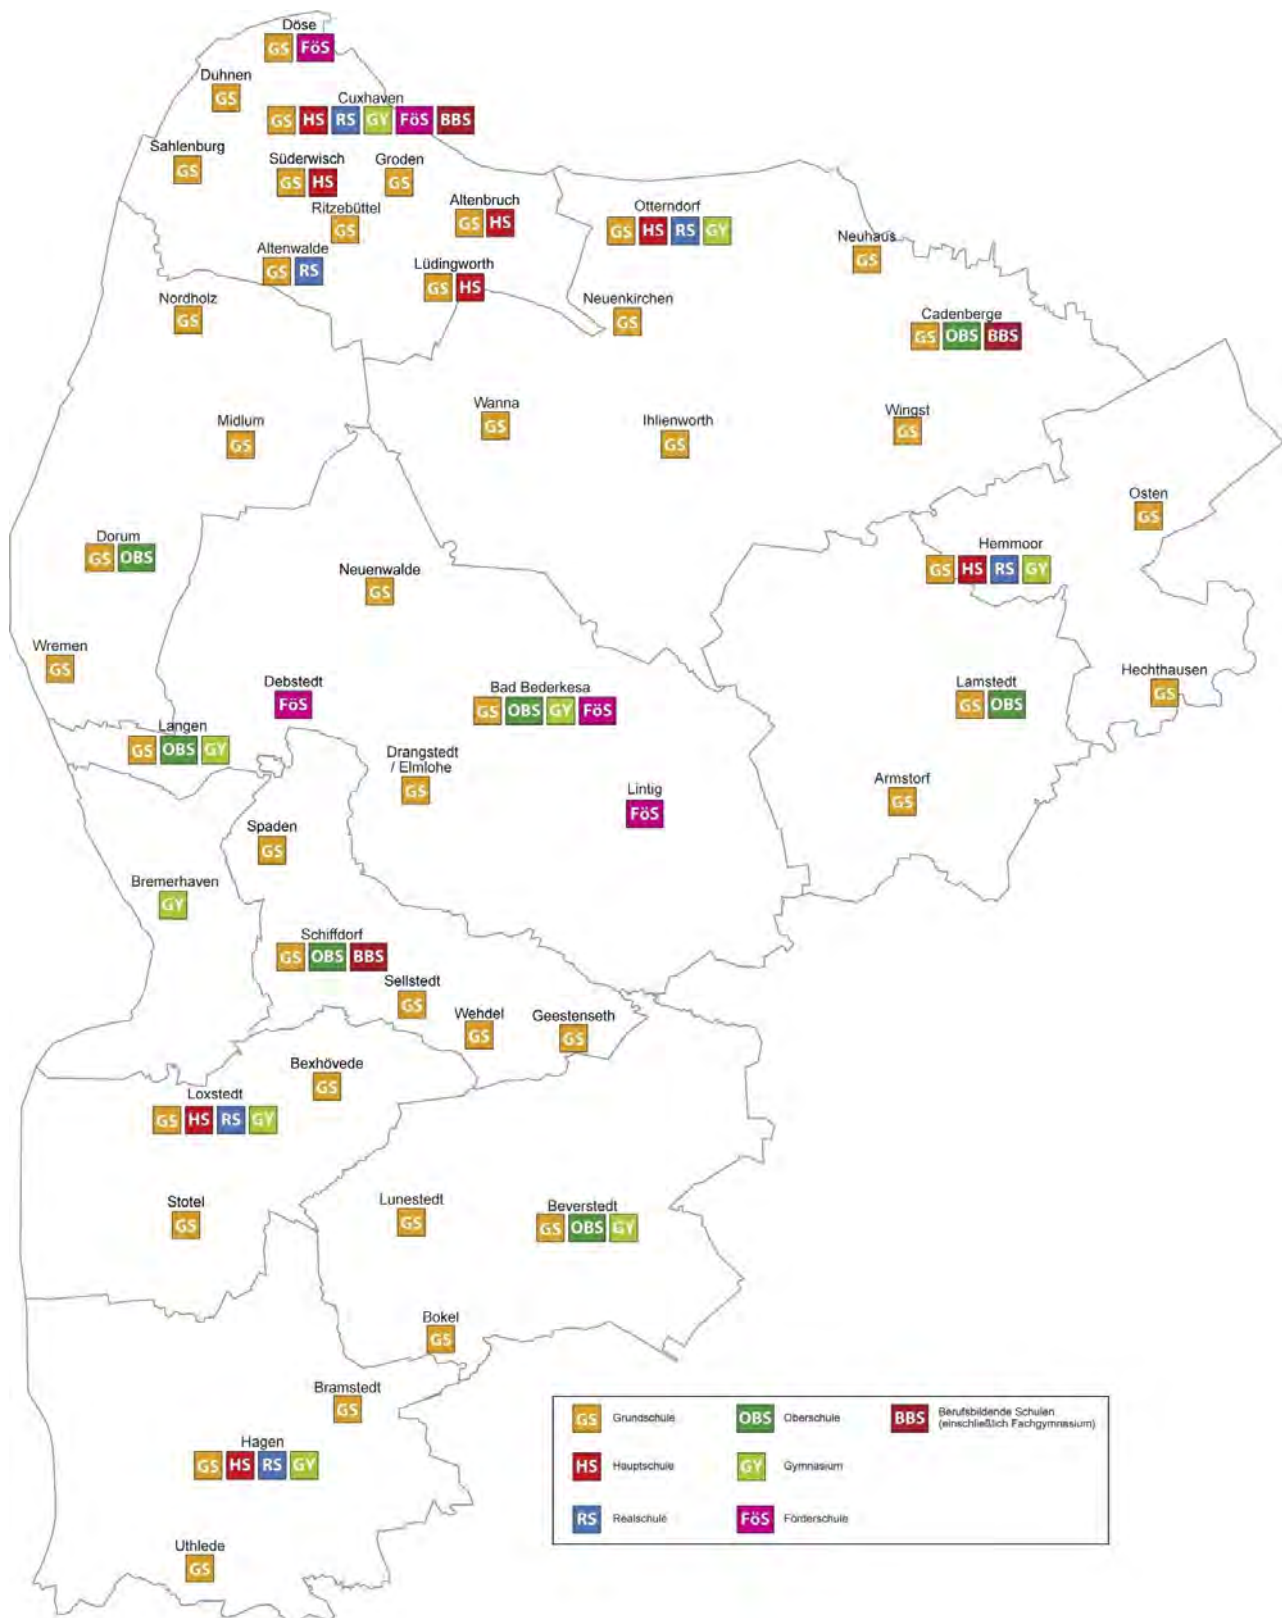 Döse
GS FöS
Duhnen
GS
Cuxhaven
GS HS RS GY FöS BBS
Sahlenburg
GS
Süderwisch
GS HS
Groden
GS
Ritzebüttel
GS
Altenbruch
GS HS
Otterndorf
GS HS RS GY
Neuhaus
GS
Altenwalde
GS RS
Lüdingworth
GS HS
Nordholz
GS
Neuenkirchen
GS
Cadenberge
GS OBS BBS
Midlum
GS
Wanna
GS
Ihlienworth
GS
Wingst
GS
Osten
GS
Dorum
GS OBS
Hemmoor
GS HS RS GY
Neuenwalde
GS
Wremen
GS
Debstedt
FöS
Bad Bederkesa
GS OBS GY FöS
Lamstedt
GS OBS
Hechthausen
GS
Langen
GS OBS GY
Drangstedt
/ Elmlohe
GS
Lintig
FöS
Armstorf
GS
Spaden
GS
Bremerhaven
GY
Schiffdorf
GS OBS BBS
Sellstedt
GS
Wehdel
GS
Geestenseth
GS
Bexhövede
GS
Loxstedt
GS HS RS GY
Stotel
GS
Lunestedt
GS
Beverstedt
GS OBS GY
Bokel
GS
Bramstedt
GS
Hagen
GS HS RS GY
Uthlede
GS
GS Grundschule
OBS Oberschule
BBS Berufsbildende Schulen
(einschließlich Fachgymnasium)
HS Hauptschule
GY Gymnasium
RS Realschule
FöS Förderschule